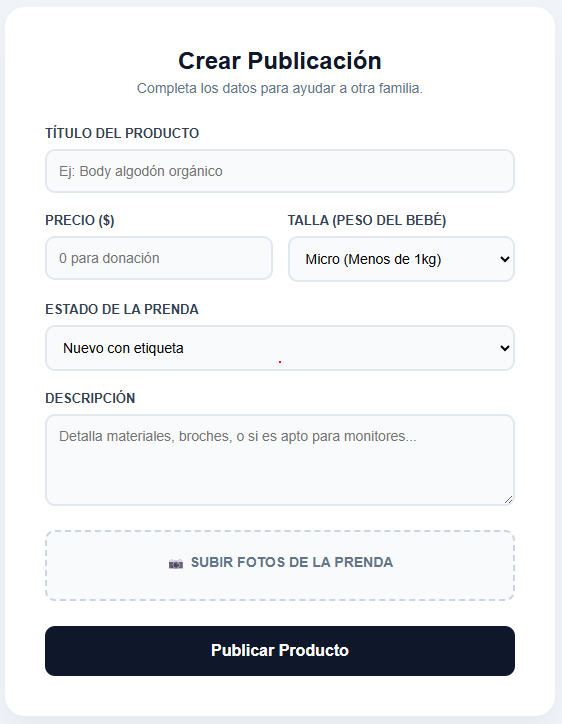 Crear Publicación
Completa los datos para ayudar a otra familia.
TÍTULO DEL PRODUCTO
Ej: Body algodón orgánico
PRECIO ($)
TALLA (PESO DEL BEBÉ)
0 para donación
Micro (Menos de 1kg)
ESTADO DE LA PRENDA
Nuevo con etiqueta
DESCRIPCIÓN
Detalla materiales, broches, o si es apto para monitores...
SUBIR FOTOS DE LA PRENDA
Publicar Producto